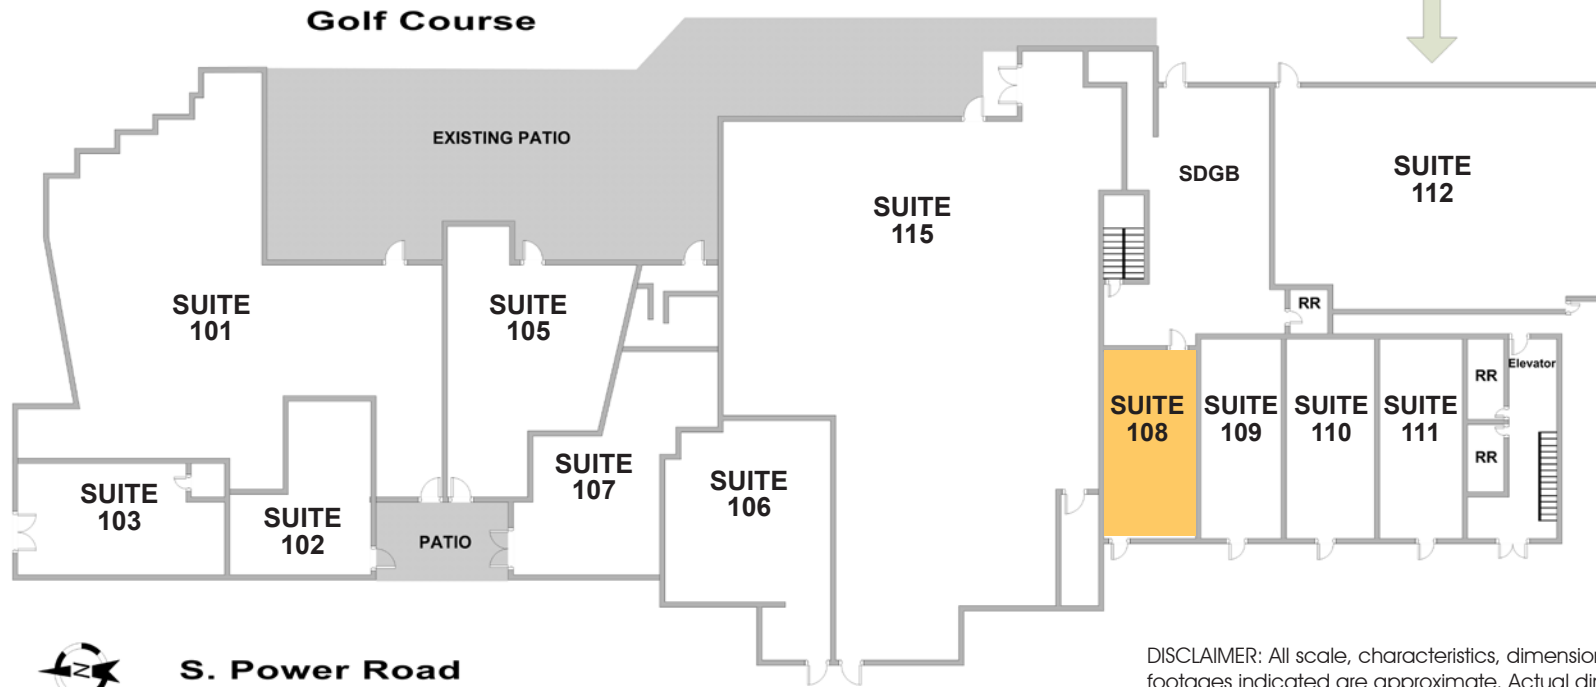 Golf Course
EXISTING PATIO
SUITE
101
SUITE
105
SUITE
115
SDGB
SUITE
112
RR
SUITE
103
SUITE
102
PATIO
SUITE
107
SUITE
106
SUITE
108
SUITE
109
SUITE
110
SUITE
111
RR
Elevator
RR
N
S. Power Road
DISCLAIMER: All scale, characteristics, dimension
footages indicated are approximate. Actual di